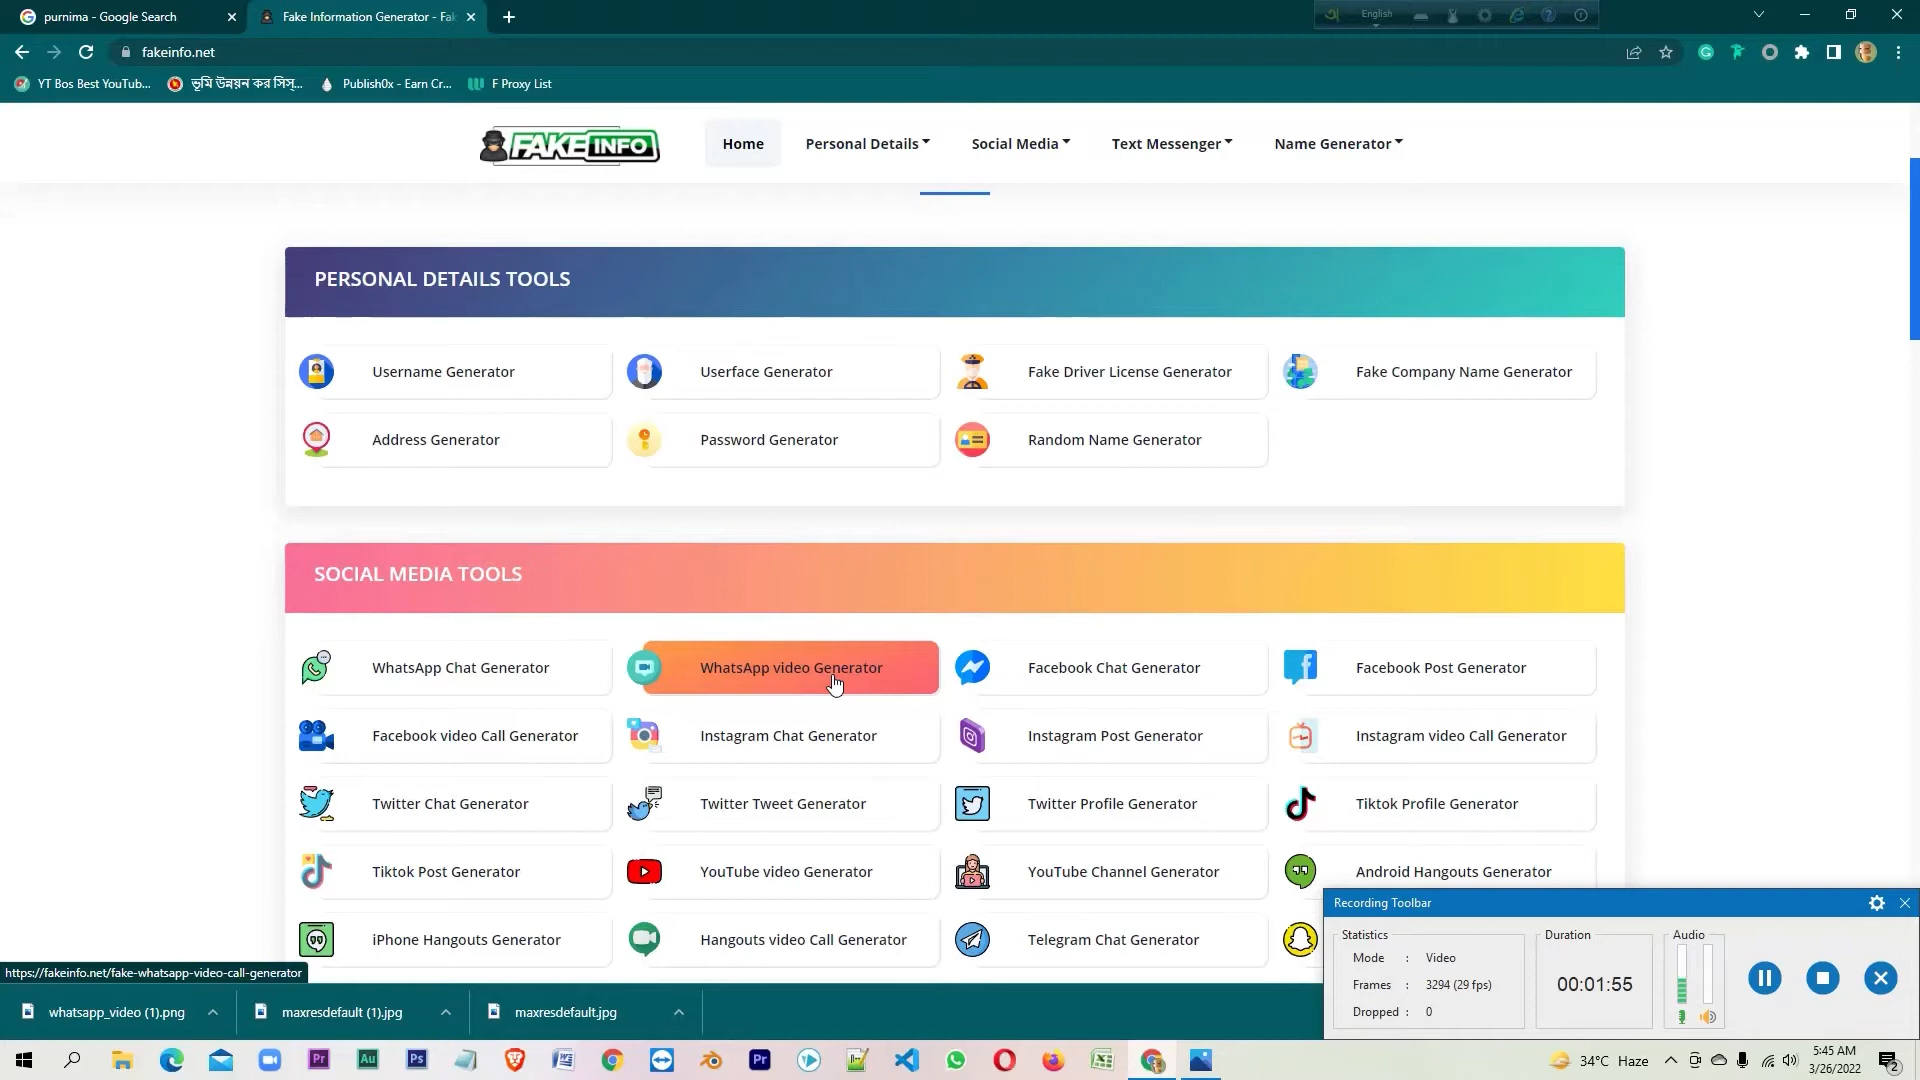 purnima - Google Search
Fake Information Generator - Fak
English
fakeinfo.net
YT Bos Best YouTub...
ভূমি উন্নয়ন কর সিস্...
Publish0x - Earn Cr...
F Proxy List
FAKE INFO
Home
Personal Details
Social Media
Text Messenger
Name Generator
PERSONAL DETAILS TOOLS
Username Generator
Userface Generator
Fake Driver License Generator
Fake Company Name Generator
Address Generator
Password Generator
Random Name Generator
SOCIAL MEDIA TOOLS
WhatsApp Chat Generator
WhatsApp video Generator
Facebook Chat Generator
Facebook Post Generator
Facebook video Call Generator
Instagram Chat Generator
Instagram Post Generator
Instagram video Call Generator
Twitter Chat Generator
Twitter Tweet Generator
Twitter Profile Generator
Tiktok Profile Generator
Tiktok Post Generator
YouTube video Generator
YouTube Channel Generator
Android Hangouts Generator
iPhone Hangouts Generator
Hangouts video Call Generator
Telegram Chat Generator
Recording Toolbar
Statistics
Mode : Video
Frames : 3294 (29 fps)
Dropped : 0
Duration
00:01:55
Audio
https://fakeinfo.net/fake-whatsapp-video-call-generator
whatsapp_video (1).png
maxresdefault (1).jpg
maxresdefault.jpg
34°C Haze
5:45 AM
3/26/2022
2